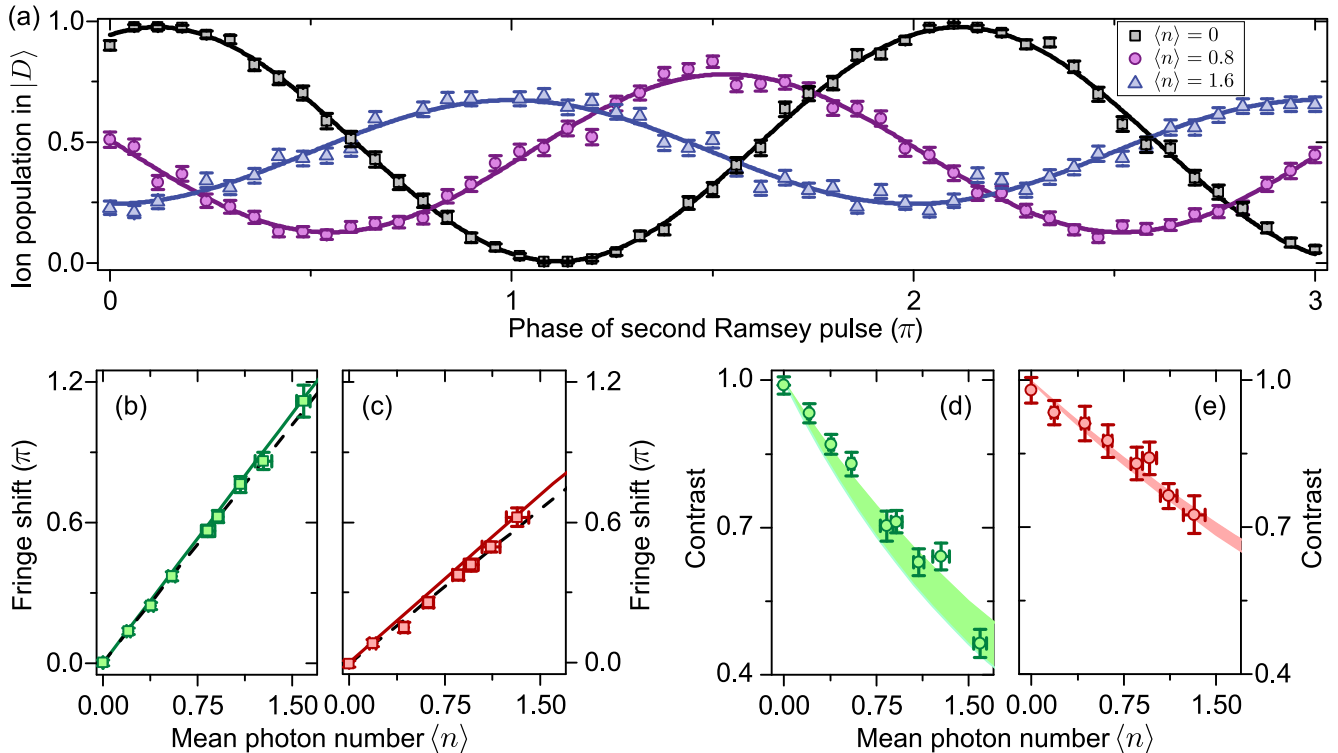 (a)
Ion population in |D⟩
1.0
0.5
0.0
⟨n⟩ = 0
⟨n⟩ = 0.8
⟨n⟩ = 1.6
0 1 2 3
Phase of second Ramsey pulse (π)
(b)
Fringe shift (π
1.2
0.6
0.0
0.00 0.75 1.50
(c)
1.2
0.6
0.0
Fringe shift (π
0.00 0.75 1.50
Mean photon number ⟨n⟩
(d)
Contrast
1.0
0.7
0.4
0.00 0.75 1.50
(e)
1.0
0.7
0.4
Contrast
0.00 0.75 1.50
Mean photon number ⟨n⟩